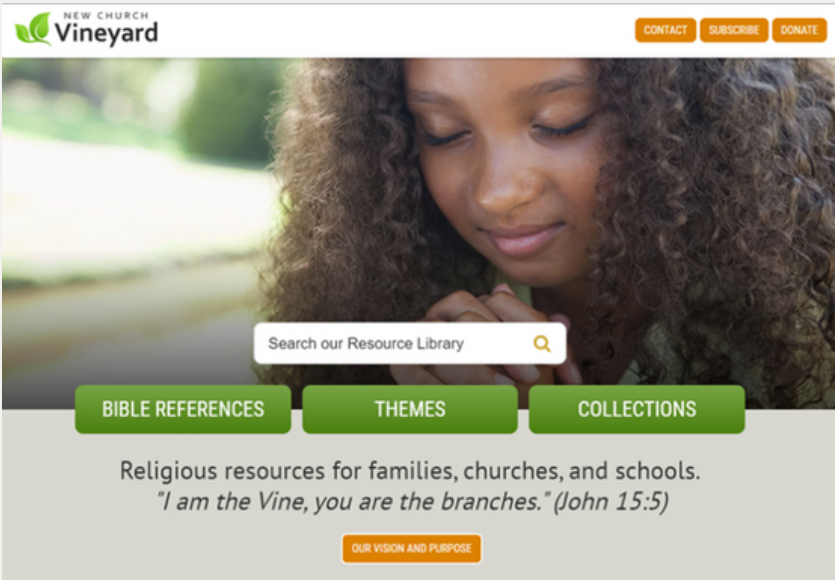 NEW CHURCH
Vineyard
CONTACT SUBSCRIBE DONATE
Search our Resource Library
BIBLE REFERENCES THEMES COLLECTIONS
Religious resources for families, churches, and schools.
"I am the Vine, you are the branches." (John 15:5)
OUR VISION AND PURPOSE